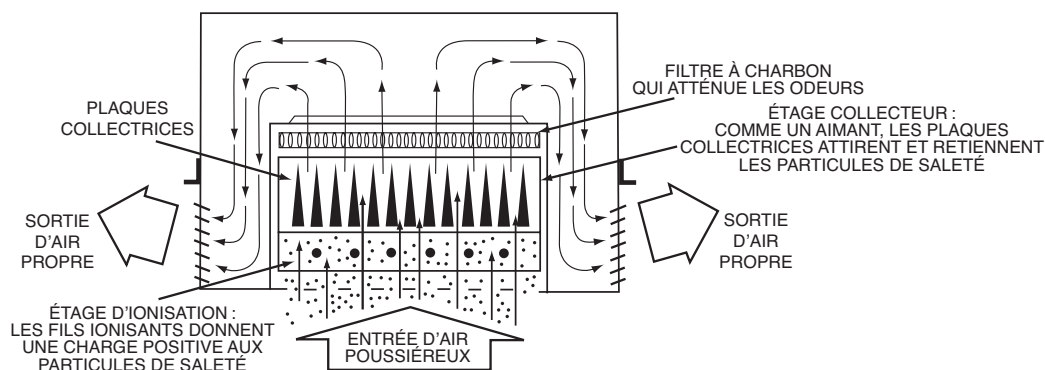 FILTRE À CHARBON
QUI ATTÉNUE LES ODEURS
PLAQUES
COLLECTRICES
ÉTAGE COLLECTEUR :
COMME UN AIMANT, LES PLAQUES
COLLECTRICES ATTIRENT ET RETIENNENT
LES PARTICULES DE SALETÉ
SORTIE
D'AIR
PROPRE
SORTIE
D'AIR
PROPRE
ÉTAGE D'IONISATION :
LES FILS IONISANTS DONNENT
UNE CHARGE POSITIVE AUX
PARTICULES DE SALETÉ
ENTRÉE D'AIR
POUSSIÉREUX